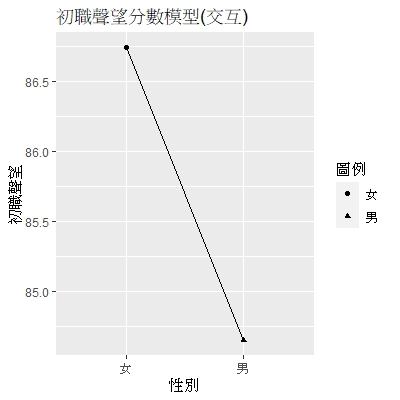 初職聲望分數模型(交互)
86.5
86.0
85.5
85.0
初職聲望
女
男
性別
圖例
女
男